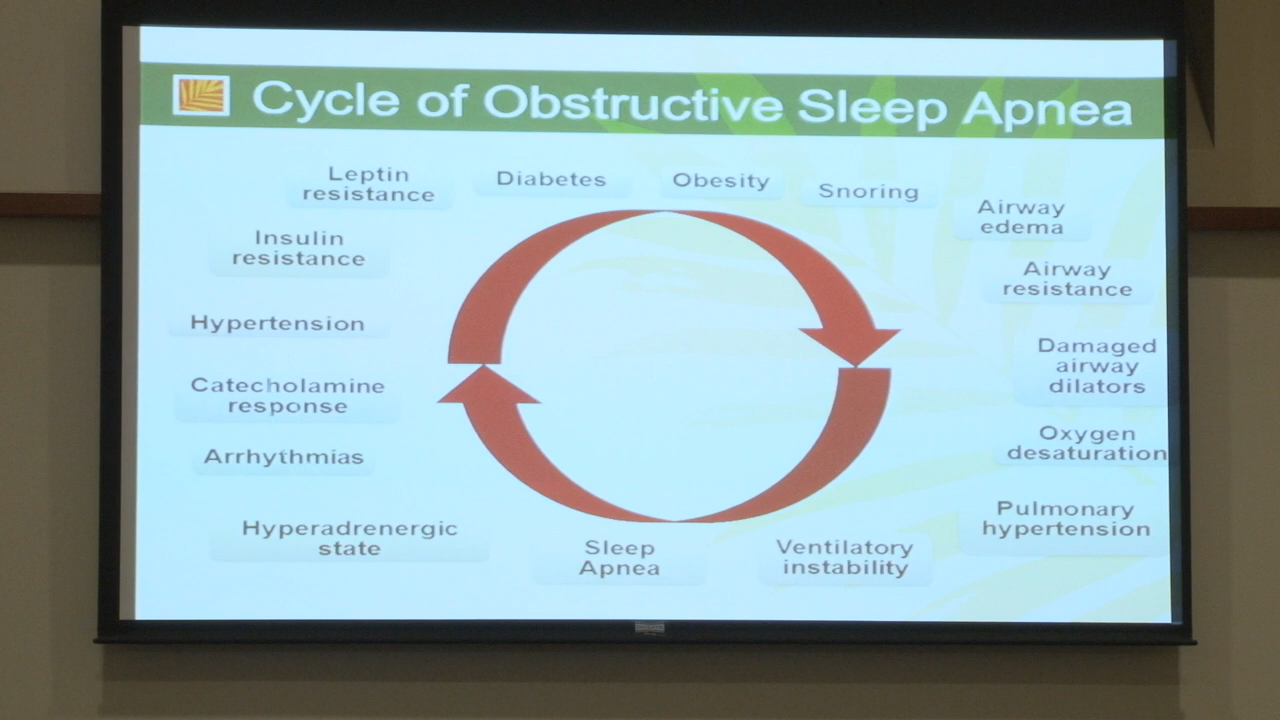 Cycle of Obstructive Sleep Apnea
Leptin
resistance
Diabetes
Obesity
Snoring
Airway
edema
Airway
resistance
Damaged
airway
dilators
Oxygen
desaturation
Pulmonary
hypertension
Ventilatory
instability
Sleep
Apnea
Hyperadrenergic
state
Arrhythmias
Catecholamine
response
Hypertension
Insulin
resistance